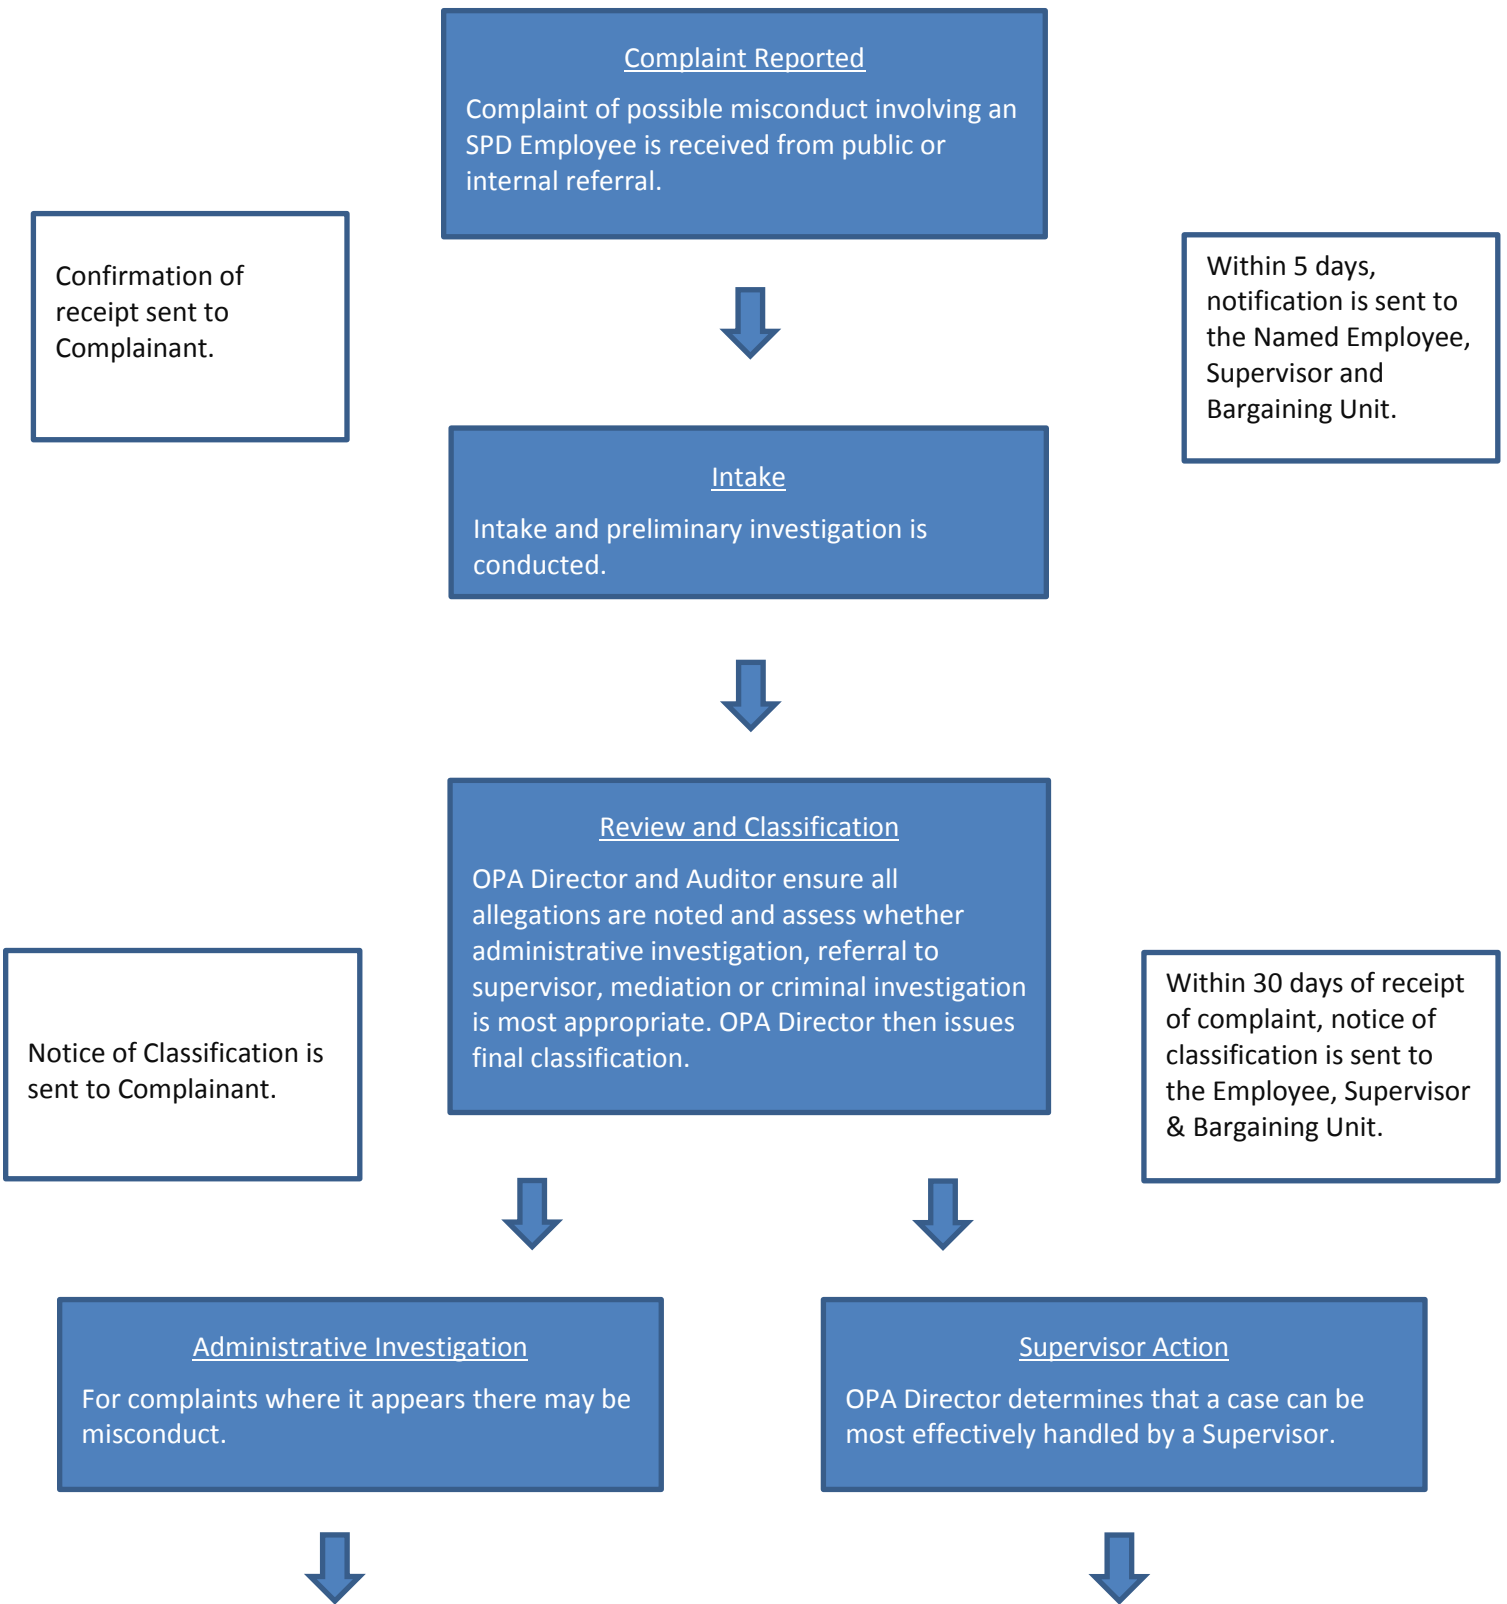 Complaint Reported
Complaint of possible misconduct involving an
SPD Employee is received from public or
internal referral.
Confirmation of
receipt sent to
Complainant.
Within 5 days,
notification is sent to
the Named Employee,
Supervisor and
Bargaining Unit.
Intake
Intake and preliminary investigation is
conducted.
Review and Classification
OPA Director and Auditor ensure all
allegations are noted and assess whether
administrative investigation, referral to
supervisor, mediation or criminal investigation
is most appropriate. OPA Director then issues
final classification.
Notice of Classification is
sent to Complainant.
Within 30 days of receipt
of complaint, notice of
classification is sent to
the Employee, Supervisor
& Bargaining Unit.
Administrative Investigation
For complaints where it appears there may be
misconduct.
Supervisor Action
OPA Director determines that a case can be
most effectively handled by a Supervisor.